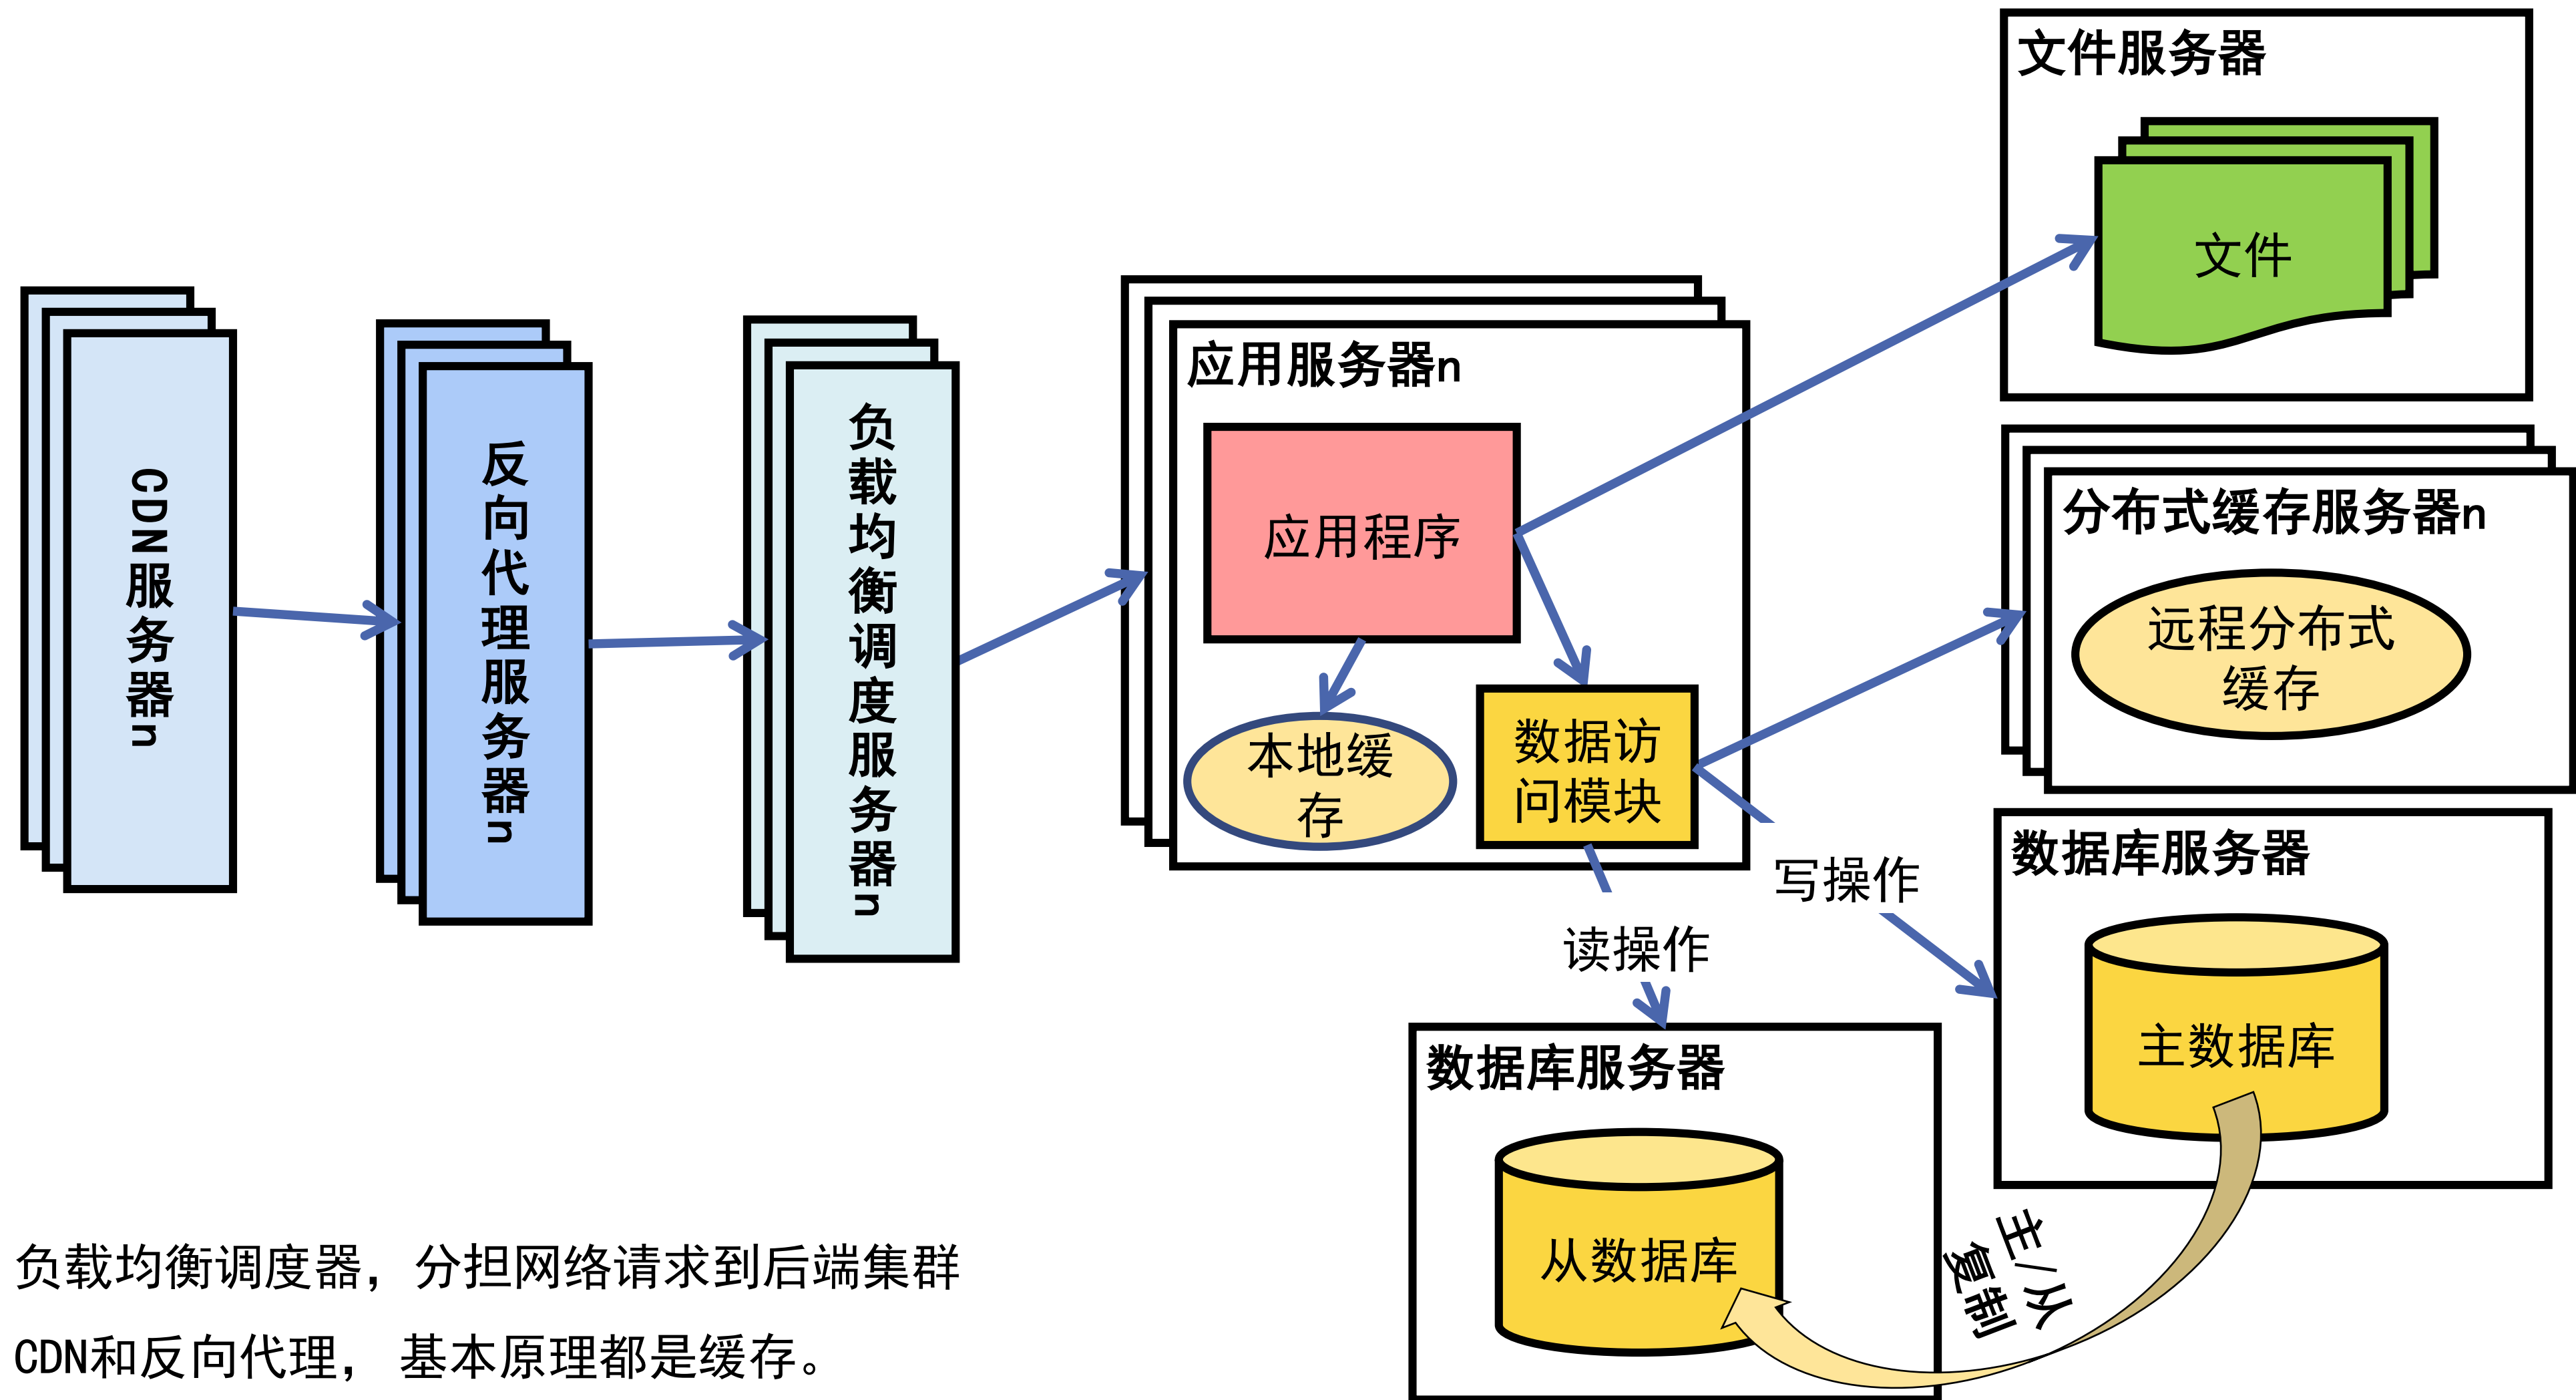 文件服务器
文件
CDN服务器n
反向代理服务器n
负载均衡调度服务器n
应用服务器n
应用程序
本地缓
存
数据访
问模块
分布式缓存服务器n
远程分布式
缓存
写操作
读操作
数据库服务器
主数据库
数据库服务器
从数据库
主/从
复制
负载均衡调度器，分担网络请求到后端集群
CDN和反向代理， 基本原理都是缓存。